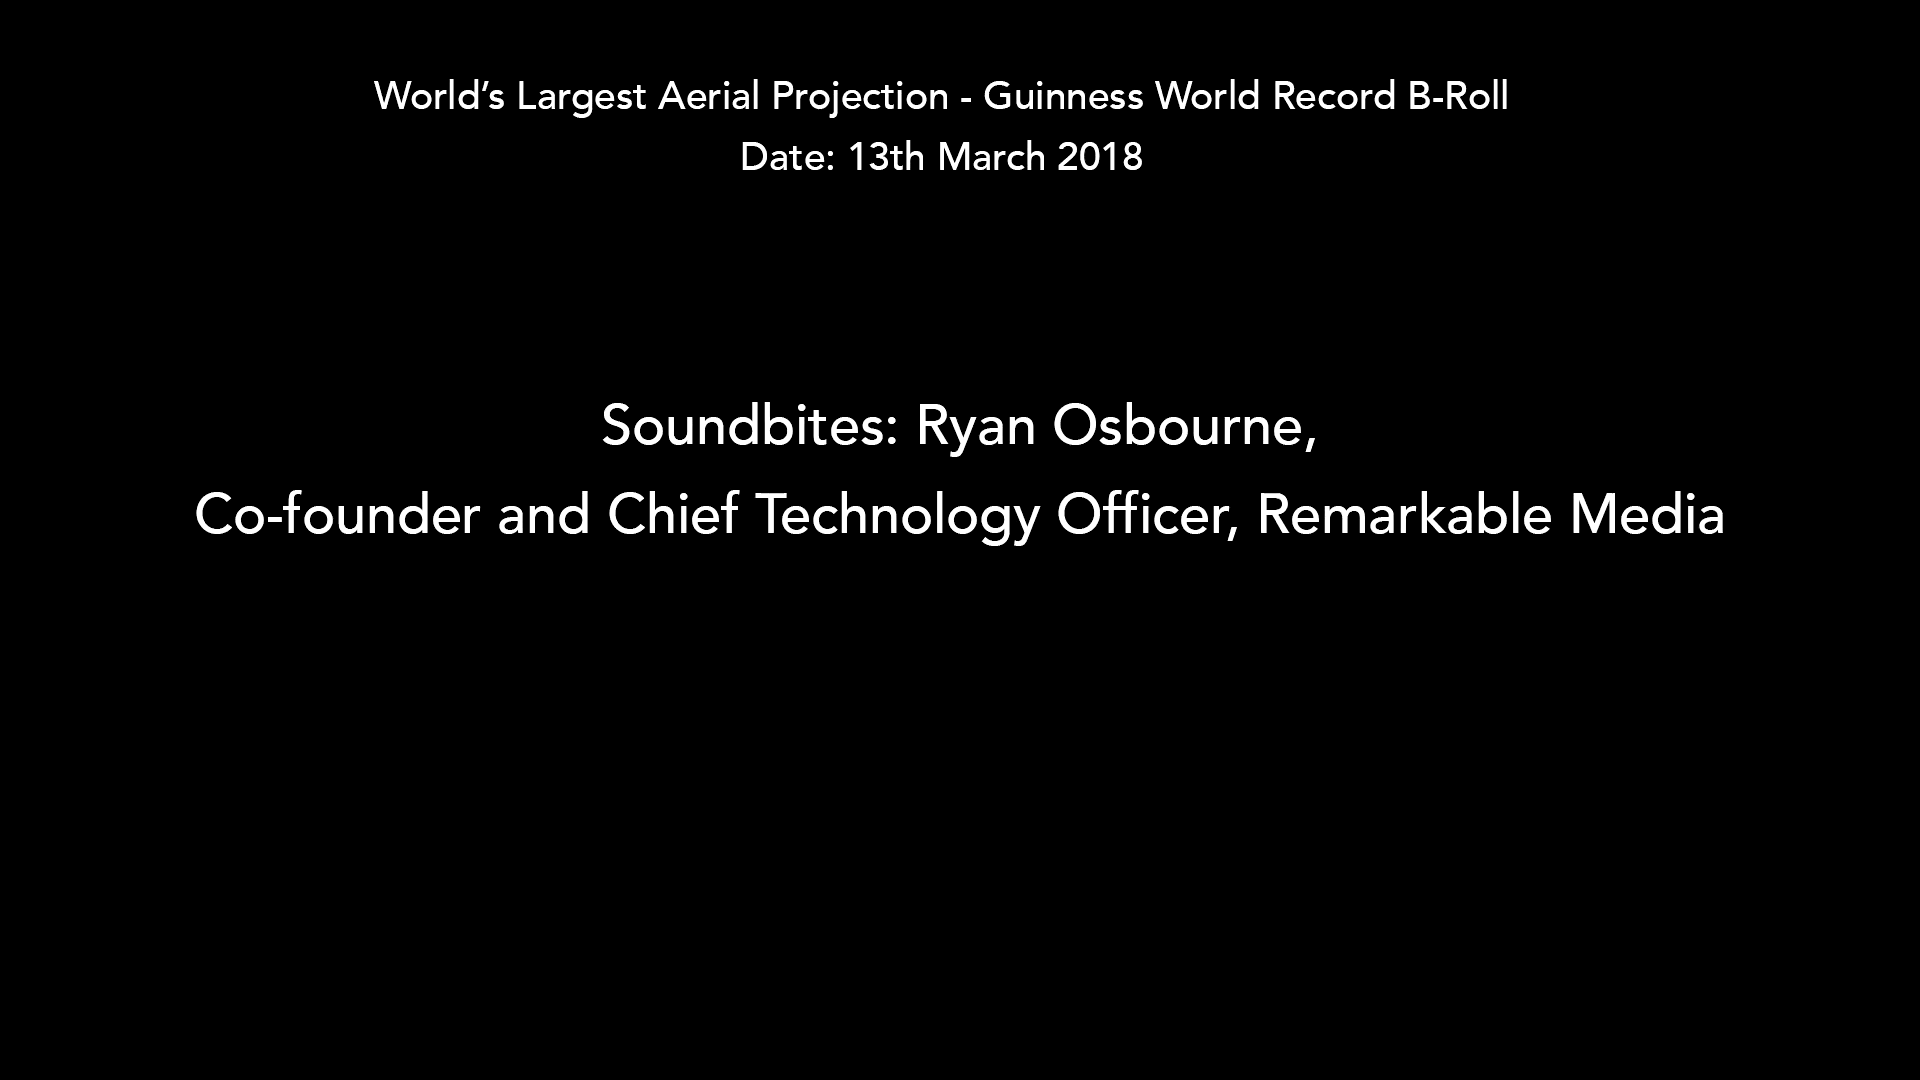 World’s Largest Aerial Projection - Guinness World Record B-Roll
Date: 13th March 2018
Soundbites: Ryan Osbourne,
Co-founder and Chief Technology Officer, Remarkable Media